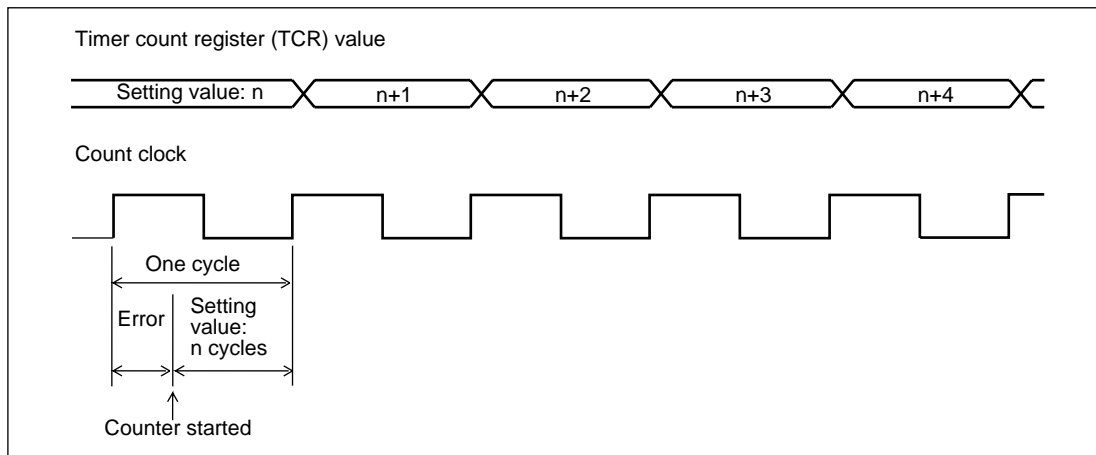 Timer count register (TCR) value
Setting value: n
n+1
n+2
n+3
n+4
Count clock
One cycle
Error
Setting
value:
n cycles
Counter started